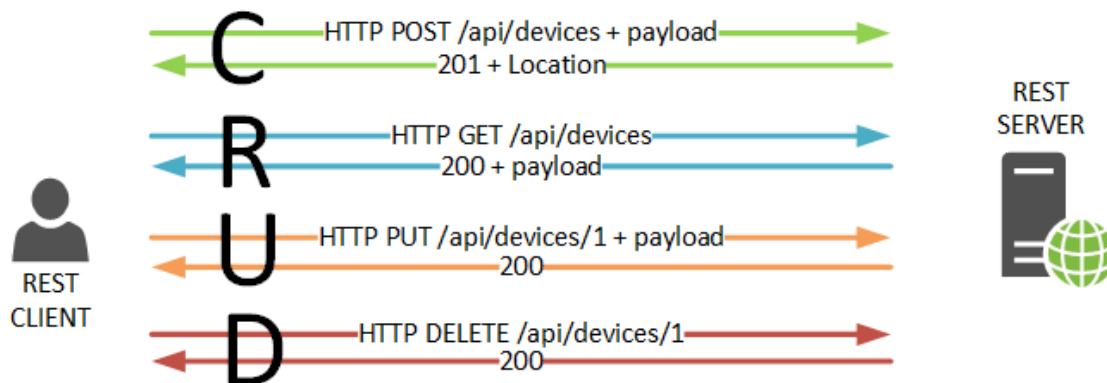 C
HTTP POST /api/devices + payload
201 + Location
R
HTTP GET /api/devices
200 + payload
U
HTTP PUT /api/devices/1 + payload
200
D
HTTP DELETE /api/devices/1
200
REST
CLIENT
REST
SERVER